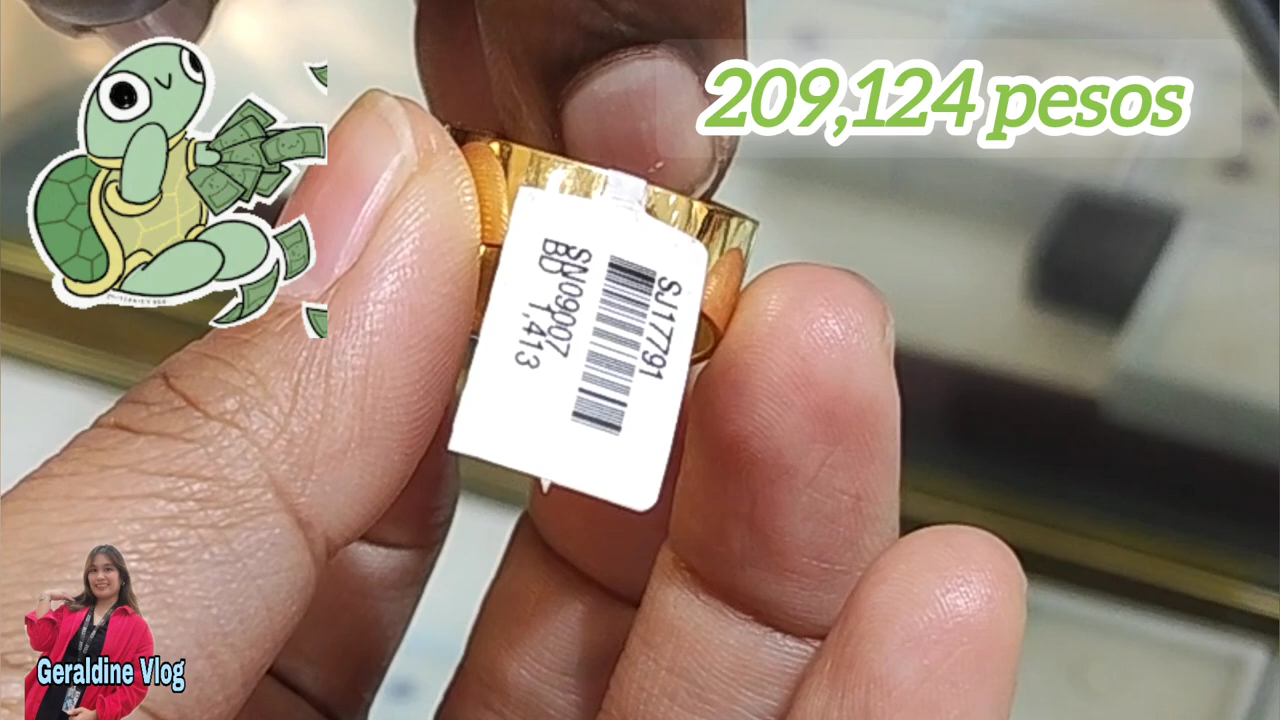 209,124 pesos
SJ17791
SN09007
BD 1,413
Geraldine Vlog